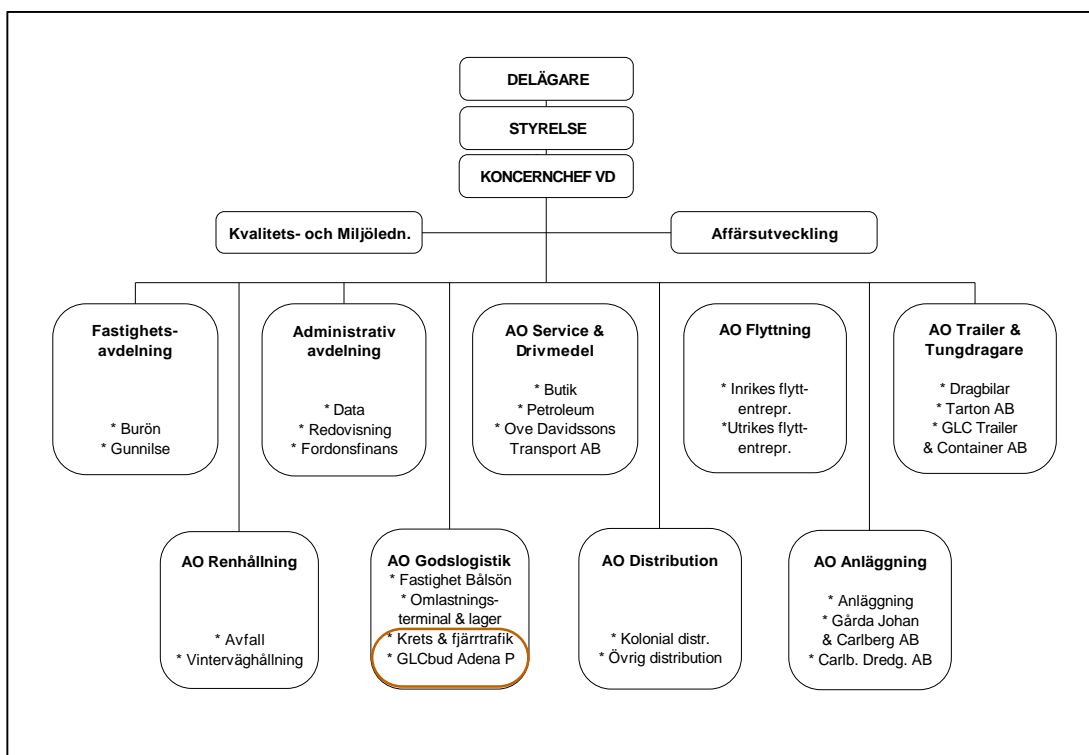 DELÄGARE
STYRELSE
KONCERNCHEF VD
Kvalitets- och Miljöledn.
Affärsutveckling
Fastighets-
avdelning
* Burön
* Gunnilse
Administrativ
avdelning
* Data
* Redovisning
* Fordonsfinans
AO Service &
Drivmedel
* Butik
* Petroleum
* Ove Davidssons
Transport AB
AO Flyttning
* Inrikes flytt-
entrepr.
*Utrikes flytt-
entrepr.
AO Trailer &
Tungdragare
* Dragbilar
* Tarton AB
* GLC Trailer
& Container AB
AO Renhållning
* Avfall
* Vinterväghållning
AO Godslogistik
* Fastighet Bålsön
* Omlastnings-
terminal & lager
* Krets & fjärrtrafik
* GLCbud Adena P
AO Distribution
* Kolonial distr.
* Övrig distribution
AO Anläggning
* Anläggning
* Gårda Johan
& Carlberg AB
* Carlb. Dredg. AB